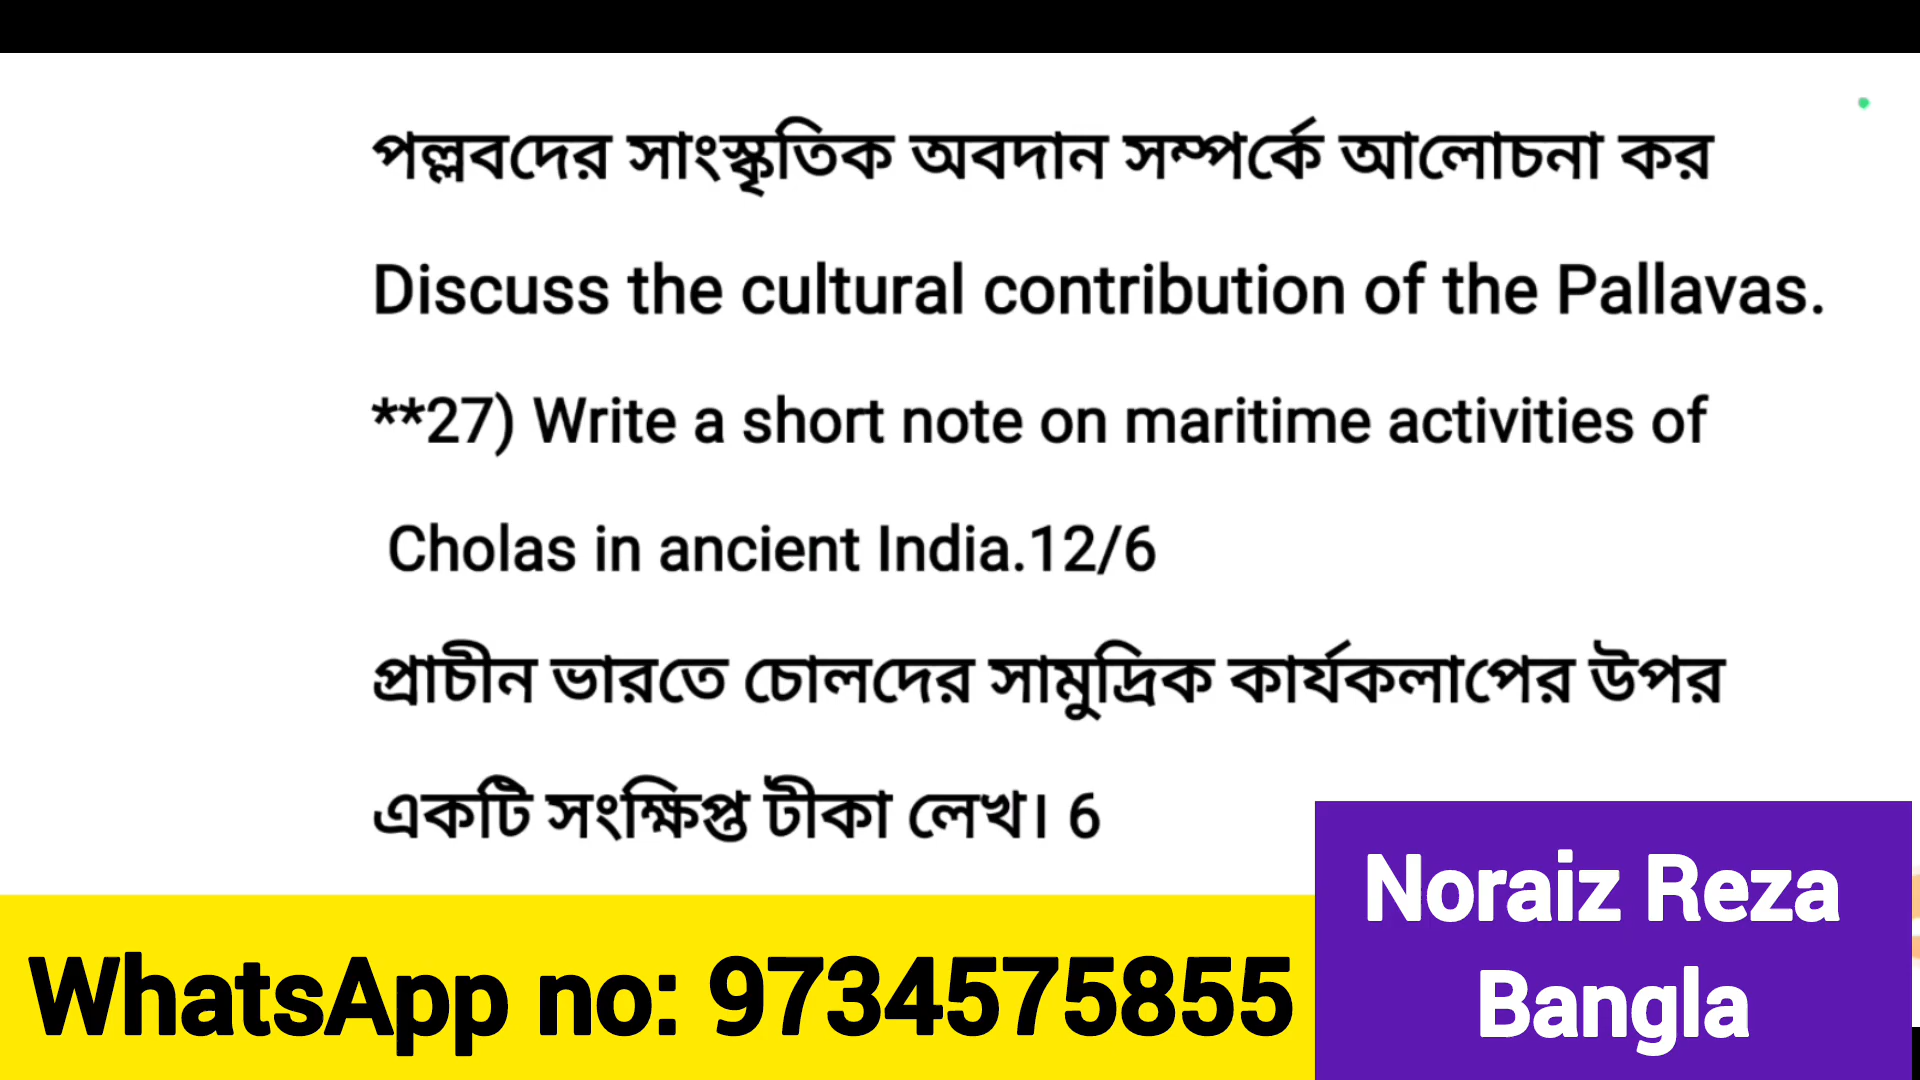 পল্লবদের সাংস্কৃতিক অবদান সম্পর্কে আলোচনা কর
Discuss the cultural contribution of the Pallavas.
**27) Write a short note on maritime activities of
Cholas in ancient India.12/6
প্রাচীন ভারতে চোলদের সামুদ্রিক কার্যকলাপের উপর
একটি সংক্ষিপ্ত টীকা লেখ। 6
WhatsApp no: 9734575855
Noraiz Reza
Bangla